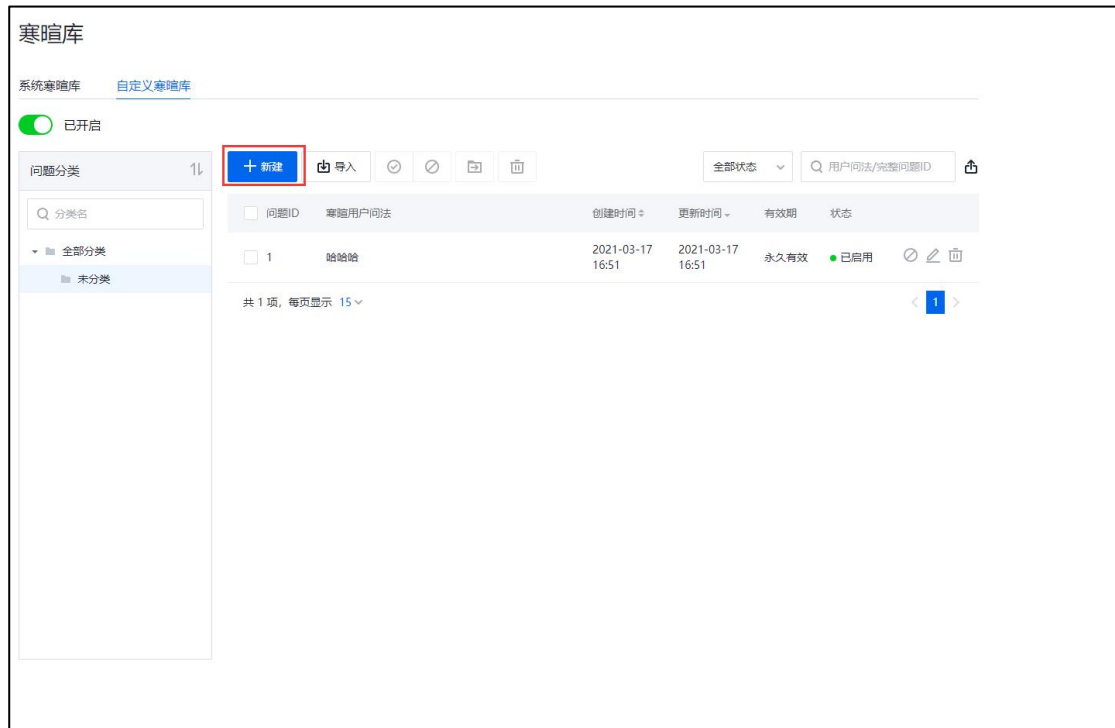 寒暄库
系统寒暄库 自定义寒暄库
已开启
问题分类
分类名
全部分类
未分类
新建 导入 全部状态 用户问法/完整问题ID
问题ID 寒暄用户问法 创建时间 更新时间 有效期 状态
1 哈哈哈 2021-03-17 16:51 2021-03-17 16:51 永久有效 已启用
共 1 项，每页显示 15 1